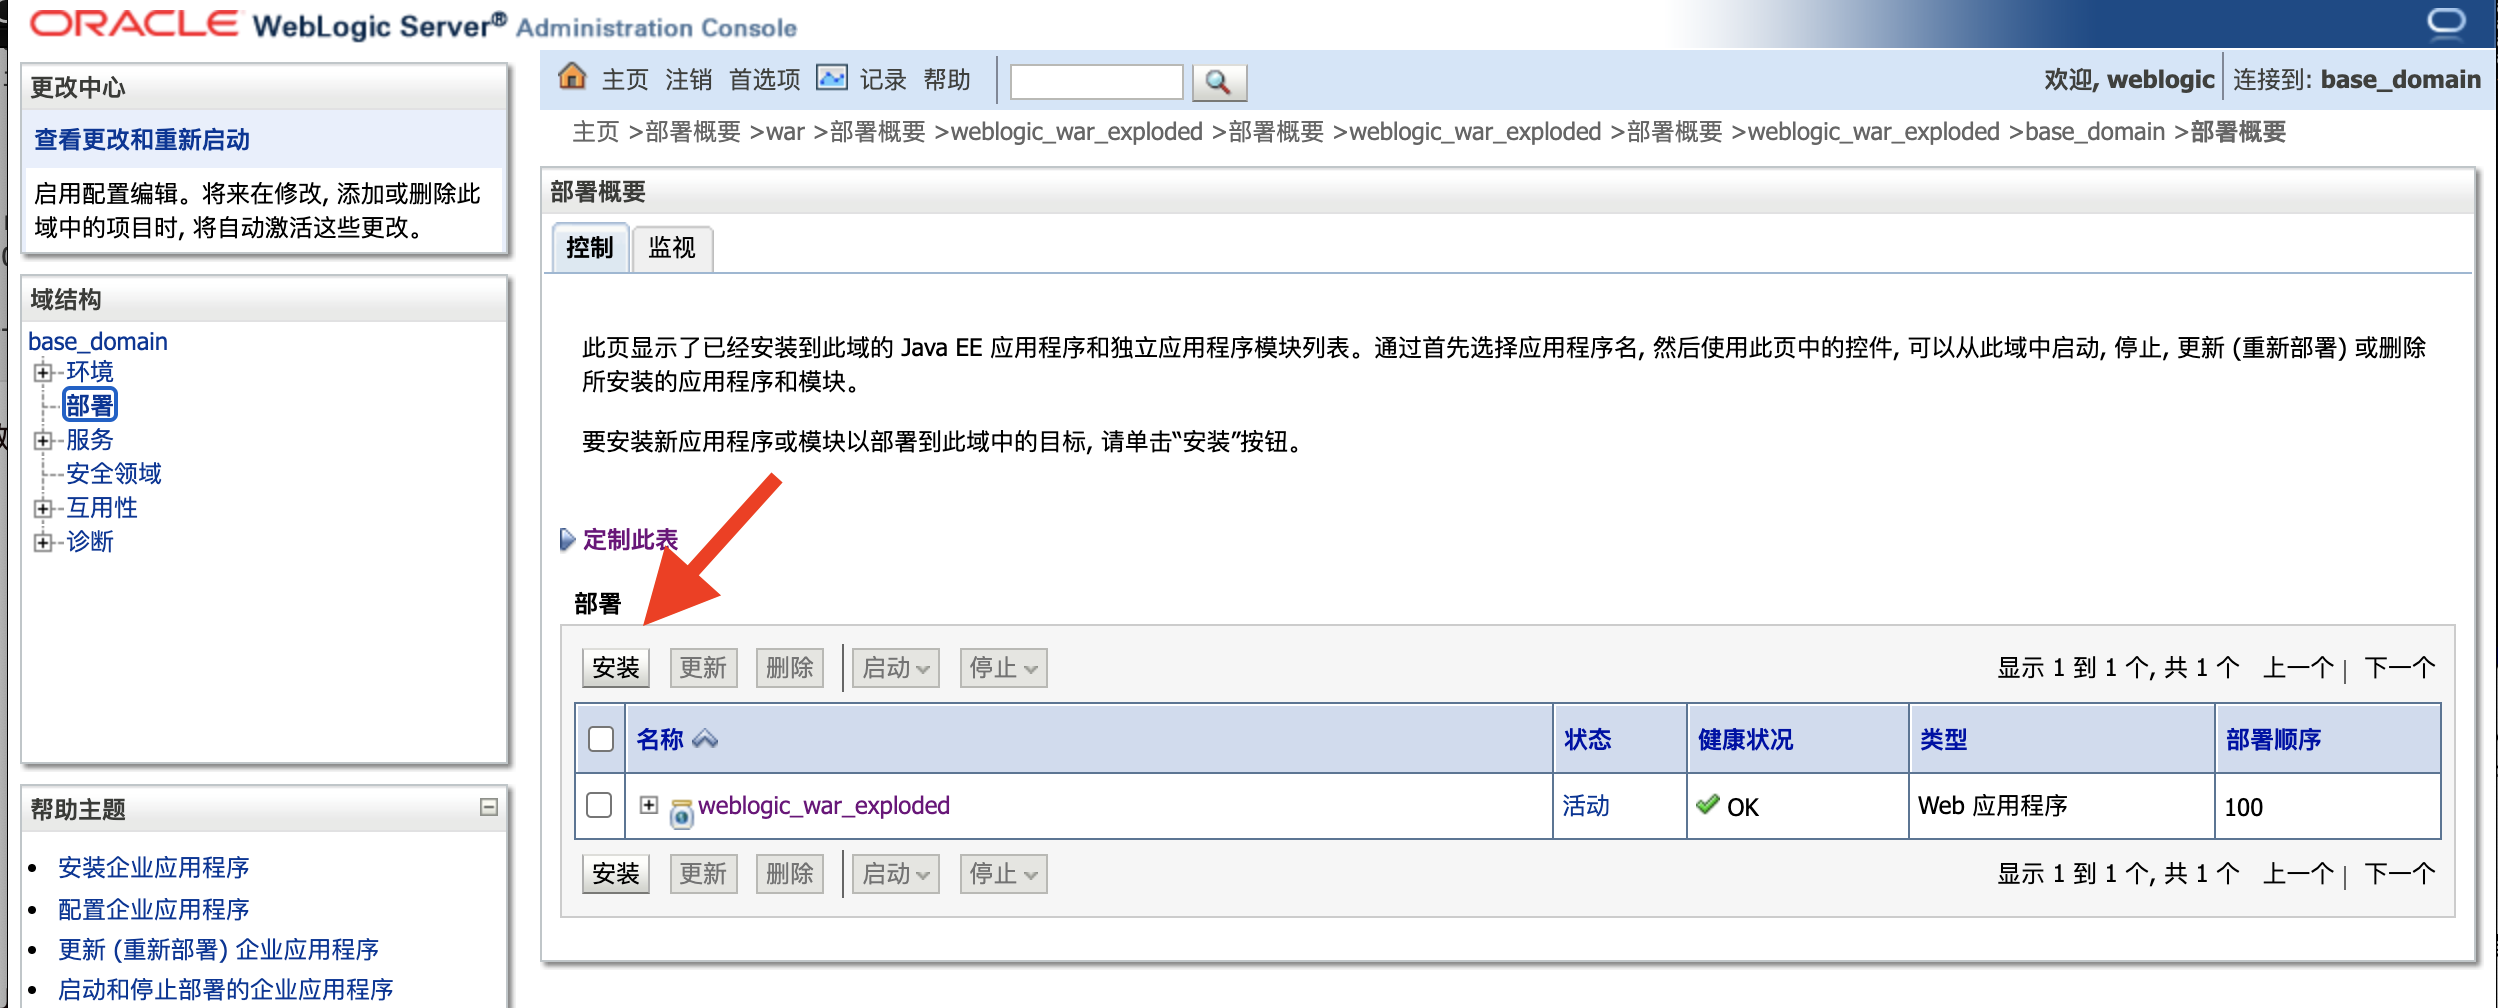 ORACLE WebLogic Server® Administration Console
更改中心
查看更改和重新启动
启用配置编辑。将来在修改, 添加或删除此
域中的项目时, 将自动激活这些更改。
域结构
base_domain
环境
部署
服务
安全领域
互用性
诊断
帮助主题
安装企业应用程序
配置企业应用程序
更新 (重新部署) 企业应用程序
启动和停止部署的企业应用程序
主页 注销 首选项 记录 帮助
欢迎, weblogic 连接到: base_domain
主页 >部署概要 >war >部署概要 >weblogic_war_exploded >部署概要 >weblogic_war_exploded >部署概要 >weblogic_war_exploded >base_domain >部署概要
部署概要
控制 监视
此页显示了已经安装到此域的 Java EE 应用程序和独立应用程序模块列表。通过首先选择应用程序名, 然后使用此页中的控件, 可以从此域中启动, 停止, 更新 (重新部署) 或删除
所安装的应用程序和模块。
要安装新应用程序或模块以部署到此域中的目标, 请单击“安装”按钮。
定制此表
部署
安装 更新 删除 启动 停止 显示 1 到 1 个, 共 1 个 上一个 | 下一个
名称 状态 健康状况 类型 部署顺序
weblogic_war_exploded 活动 OK Web 应用程序 100
安装 更新 删除 启动 停止 显示 1 到 1 个, 共 1 个 上一个 | 下一个